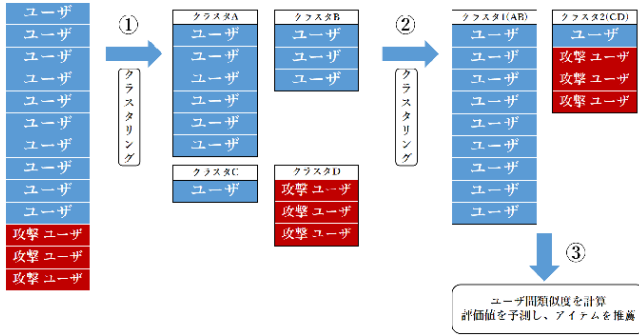 ユーザ
ユーザ
ユーザ
ユーザ
ユーザ
ユーザ
ユーザ
ユーザ
ユーザ
ユーザ
攻撃 ユーザ
攻撃 ユーザ
攻撃 ユーザ
①
クラスタリング
クラスタA
ユーザ
ユーザ
ユーザ
ユーザ
ユーザ
ユーザ
クラスタB
ユーザ
ユーザ
ユーザ
クラスタC
ユーザ
クラスタD
攻撃 ユーザ
攻撃 ユーザ
攻撃 ユーザ
②
クラスタリング
クラスタ1(AB)
ユーザ
ユーザ
ユーザ
ユーザ
ユーザ
ユーザ
ユーザ
ユーザ
ユーザ
クラスタ2(CD)
ユーザ
攻撃 ユーザ
攻撃 ユーザ
攻撃 ユーザ
③
ユーザ間類似度を計算
評価値を予測し、アイテムを推薦